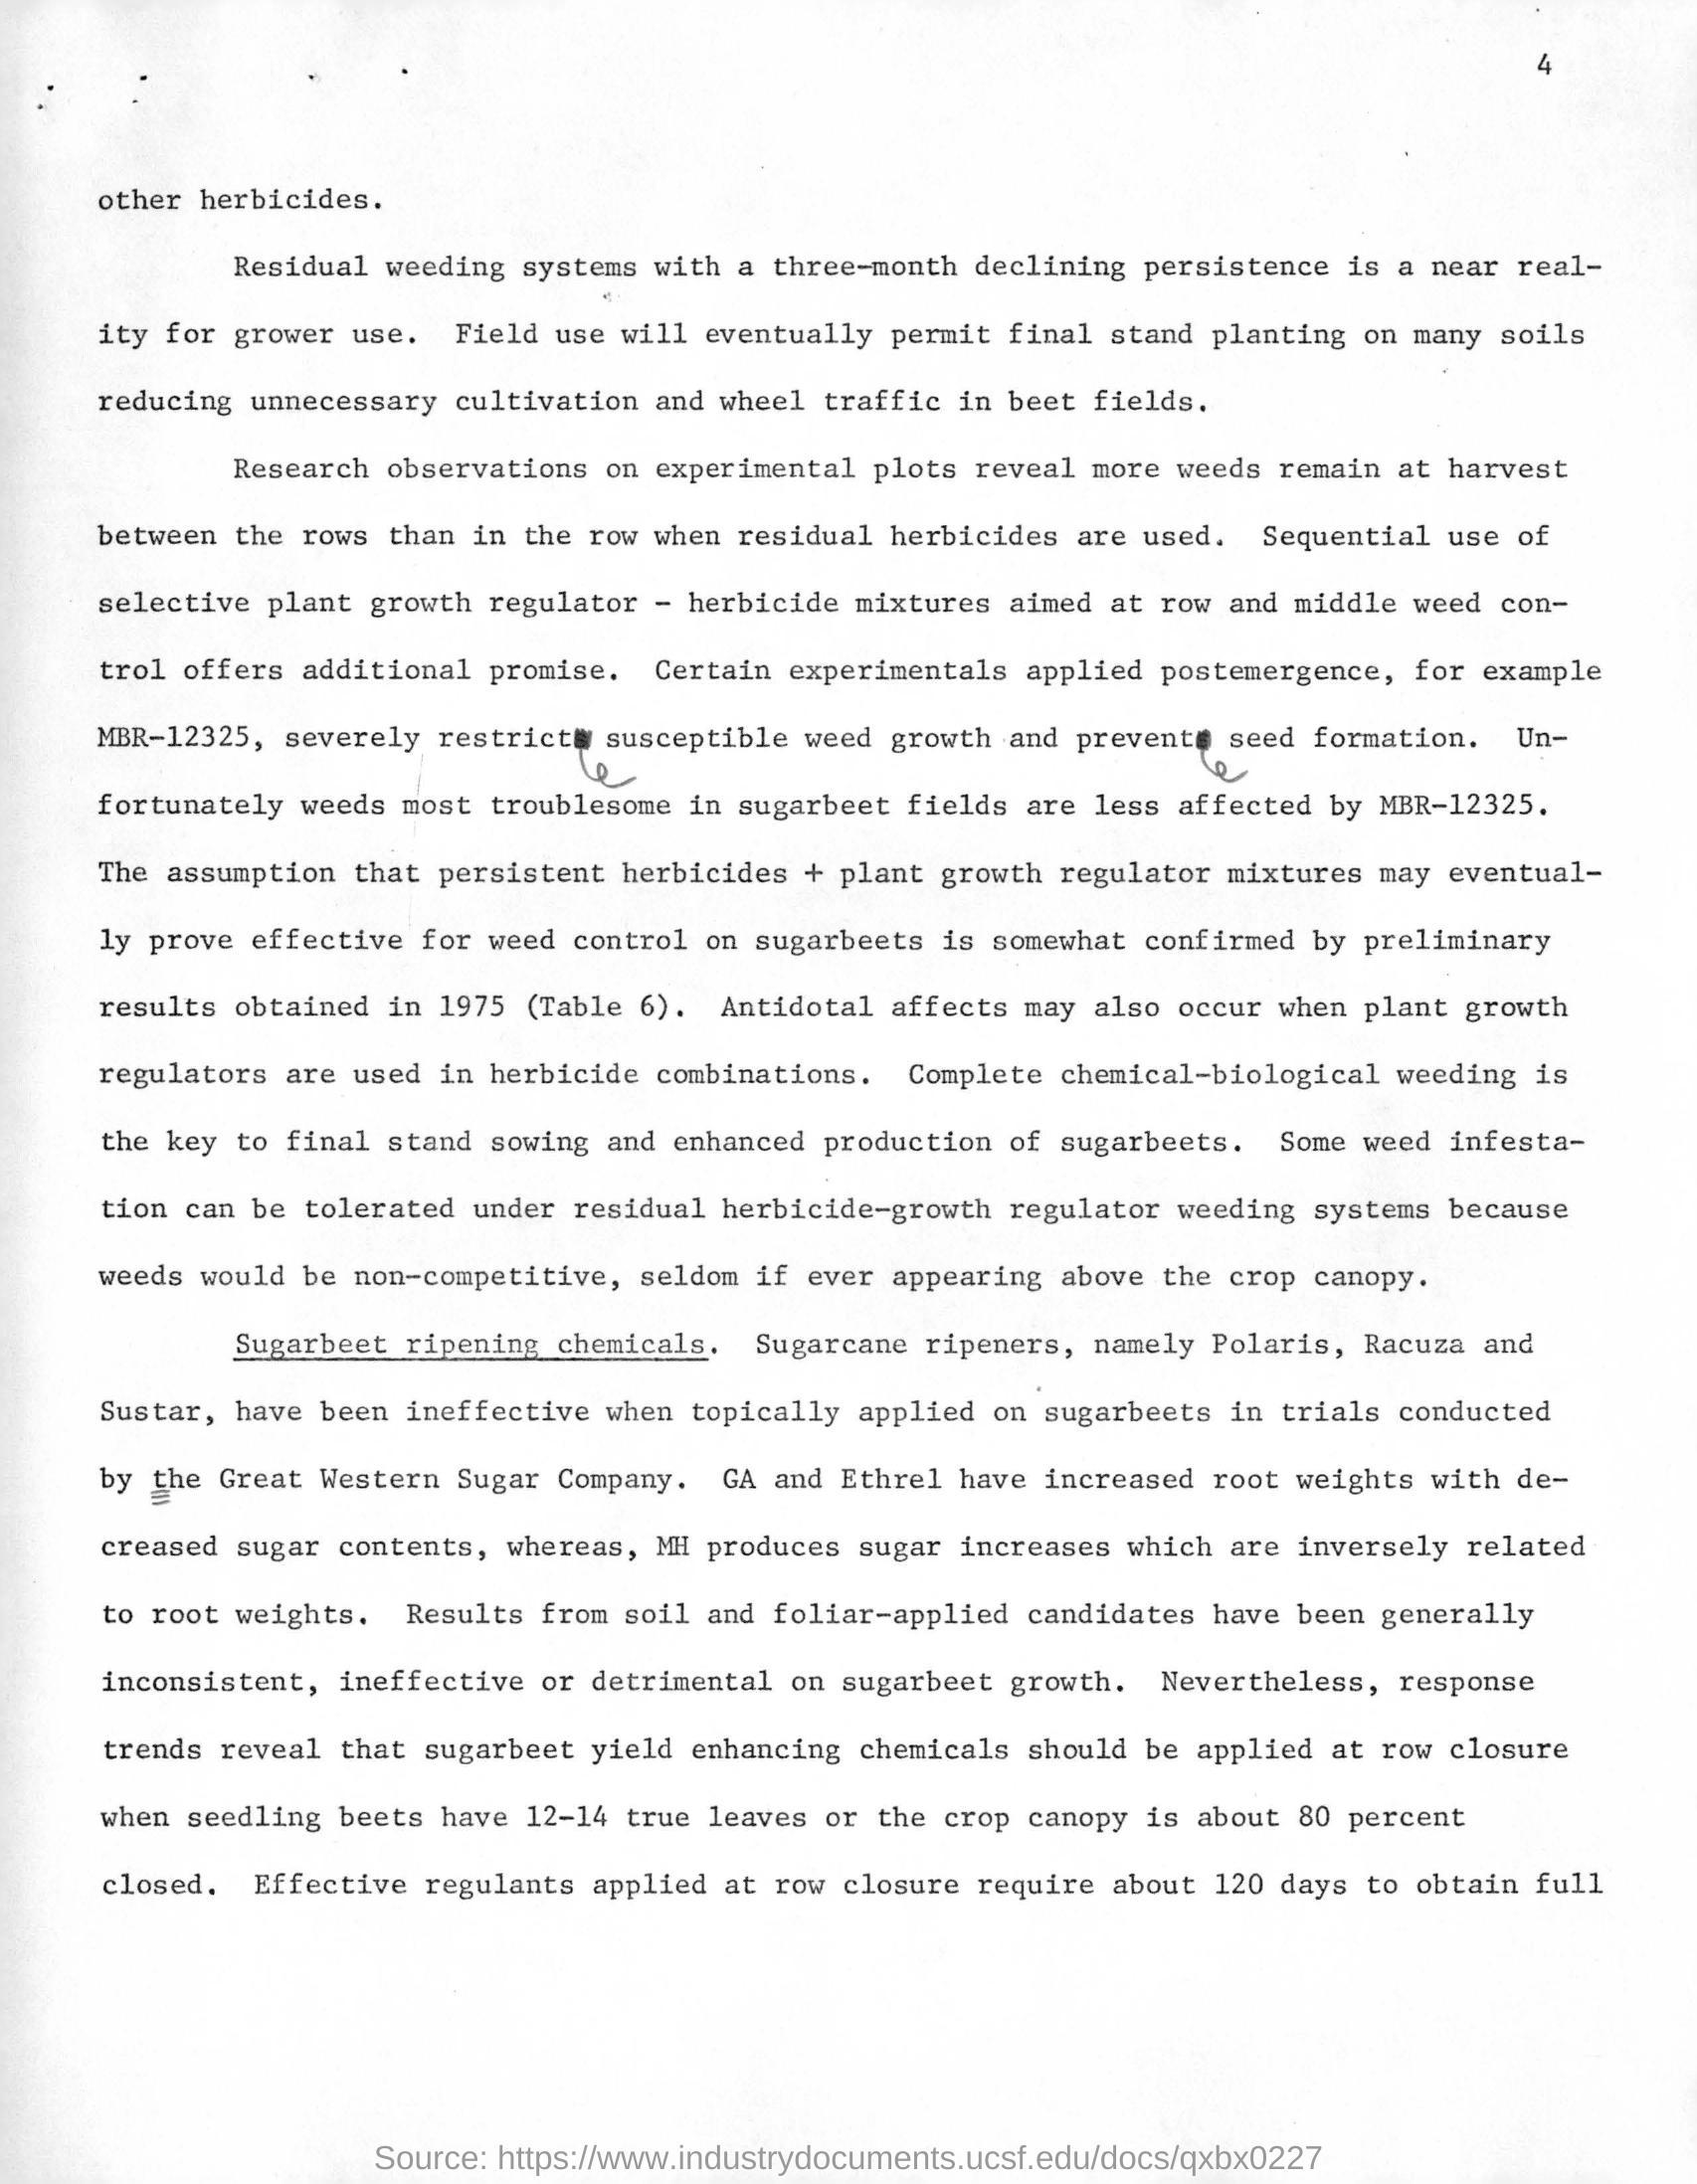 4
other herbicides.
Residual weeding systems with a three-month declining persistence is a near real-
ity for grower use. Field use will eventually permit final stand planting on many soils
reducing unnecessary cultivation and wheel traffic in beet fields.
Research observations on experimental plots reveal more weeds remain at harvest
between the rows than in the row when residual herbicides are used. Sequential use of
selective plant growth regulator - herbicide mixtures aimed at row and middle weed con-
trol offers additional promise. Certain experimentals applied postemergence, for example
MBR-12325, severely restrict susceptible weed growth and prevent seed formation. Un-
fortunately weeds most troublesome in sugarbeet fields are less affected by MBR-12325.
The assumption that persistent herbicides + plant growth regulator mixtures may eventual-
ly prove effective for weed control on sugarbeets is somewhat confirmed by preliminary
results obtained in 1975 (Table 6). Antidotal affects may also occur when plant growth
regulators are used in herbicide combinations. Complete chemical-biological weeding is
the key to final stand sowing and enhanced production of sugarbeets. Some weed infesta-
tion can be tolerated under residual herbicide-growth regulator weeding systems because
weeds would be non-competitive, seldom if ever appearing above the crop canopy.
Sugarbeet ripening chemicals. Sugarcane ripeners, namely Polaris, Racuza and
Sustar, have been ineffective when topically applied on sugarbeets in trials conducted
by the Great Western Sugar Company. GA and Ethrel have increased root weights with de-
creased sugar contents, whereas, MH produces sugar increases which are inversely related
to root weights. Results from soil and foliar-applied candidates have been generally
inconsistent, ineffective or detrimental on sugarbeet growth. Nevertheless, response
trends reveal that sugarbeet yield enhancing chemicals should be applied at row closure
when seedling beets have 12-14 true leaves or the crop canopy is about 80 percent
closed. Effective regulants applied at row closure require about 120 days to obtain full
Source: https://www.industrydocuments.ucsf.edu/docs/qxbx0227